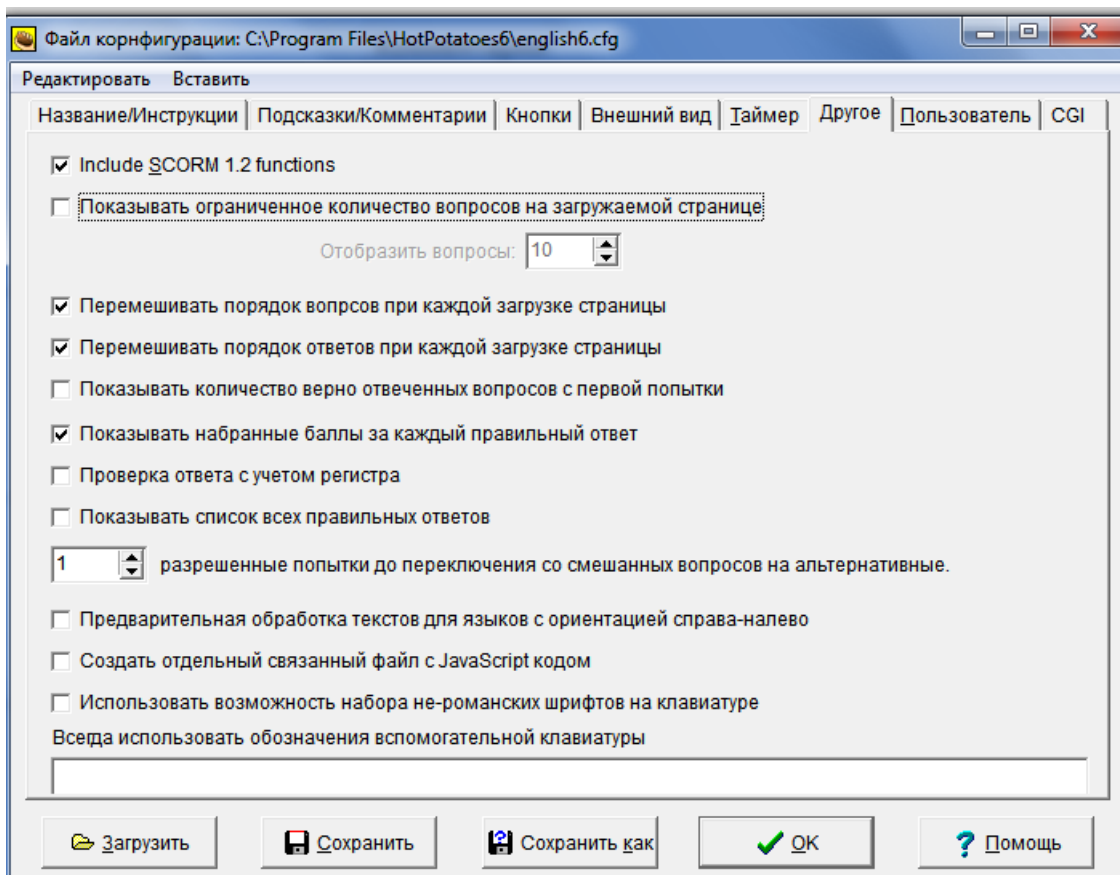 Файл корнфигурации: C:\Program Files\HotPotatoes6\english6.cfg
Редактировать Вставить
Название/Инструкции Подсказки/Комментарии Кнопки Внешний вид Таймер Другое Пользователь CGI
Include SCORM 1.2 functions
Показывать ограниченное количество вопросов на загружаемой странице
Отобразить вопросы: 10
Перемешивать порядок вопрсов при каждой загрузке страницы
Перемешивать порядок ответов при каждой загрузке страницы
Показывать количество верно отвеченных вопросов с первой попытки
Показывать набранные баллы за каждый правильный ответ
Проверка ответа с учетом регистра
Показывать список всех правильных ответов
1 разрешенные попытки до переключения со смешанных вопросов на альтернативные.
Предварительная обработка текстов для языков с ориентацией справа-налево
Создать отдельный связанный файл с JavaScript кодом
Использовать возможность набора не-романских шрифтов на клавиатуре
Всегда использовать обозначения вспомогательной клавиатуры
Загрузить Сохранить Сохранить как OK Помощь